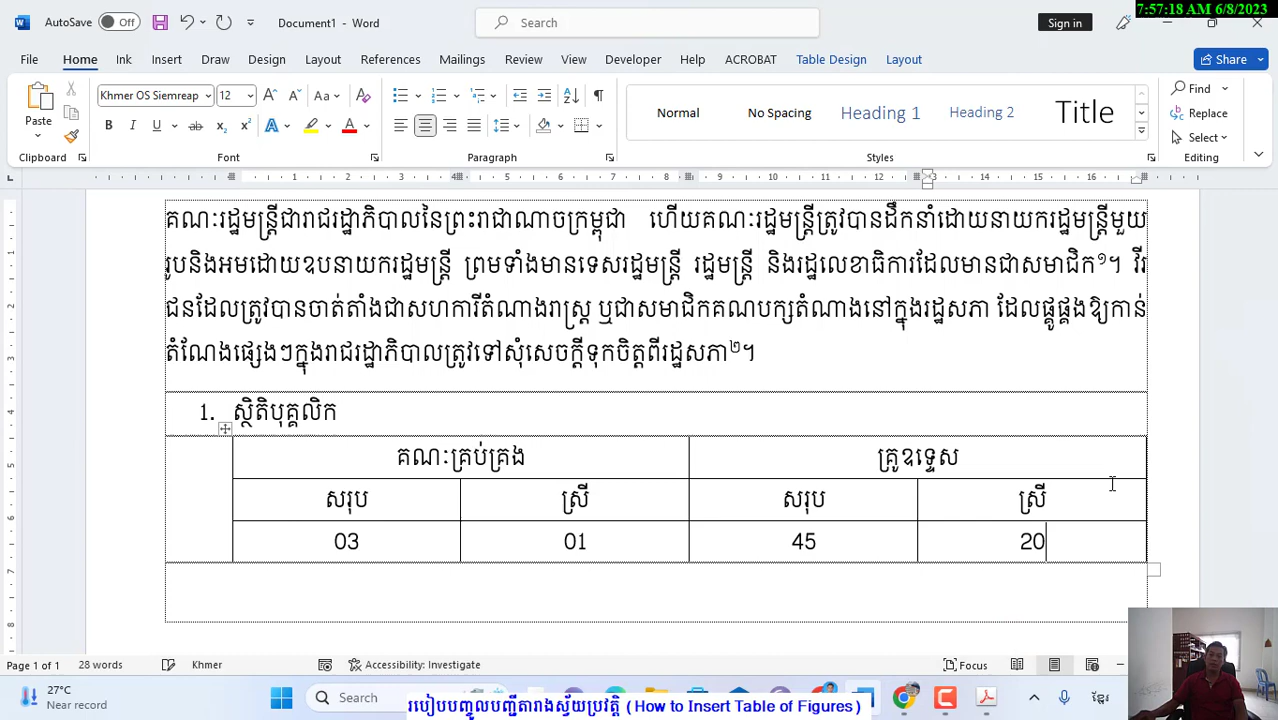 7:57:18 AM 6/8/2023
AutoSave Off Document1 - Word Search Sign in
File Home Ink Insert Draw Design Layout References Mailings Review View Developer Help ACROBAT Table Design Layout Share
Paste Khmer OS Siemreap 12 Normal No Spacing Heading 1 Heading 2 Title Find Replace Select
Clipboard Font Paragraph Styles Editing
គណៈរដ្ឋមន្ត្រីជារាជរដ្ឋាភិបាលនៃព្រះរាជាណាចក្រកម្ពុជា ហើយគណៈរដ្ឋមន្ត្រីត្រូវបានដឹកនាំដោយនាយករដ្ឋមន្ត្រីមួយ
រូបនិងអមដោយឧបនាយករដ្ឋមន្ត្រី ព្រមទាំងមានទេសរដ្ឋមន្ត្រី រដ្ឋមន្ត្រី និងរដ្ឋលេខាធិការដែលមានជាសមាជិក១។ វីរ
ជនដែលត្រូវបានចាត់តាំងជាសហការីតំណាងរាស្ត្រ ឬជាសមាជិកគណបក្សតំណាងនៅក្នុងរដ្ឋសភា ដែលផ្គូផ្គងឱ្យកាន់
តំណែងផ្សេងៗក្នុងរាជរដ្ឋាភិបាលត្រូវទៅសុំសេចក្ដីទុកចិត្តពីរដ្ឋសភា២។
1. ស្ថិតិបុគ្គលិក
គណៈគ្រប់គ្រង គ្រូឧទ្ទេស
សរុប ស្រី សរុប ស្រី
03 01 45 20
Page 1 of 1 28 words Khmer Accessibility: Investigate Focus
27°C Near record Search ខ្មែរ
របៀបបញ្ចូលបញ្ជីតារាងស្វ័យប្រវត្តិ (How to Insert Table of Figures)